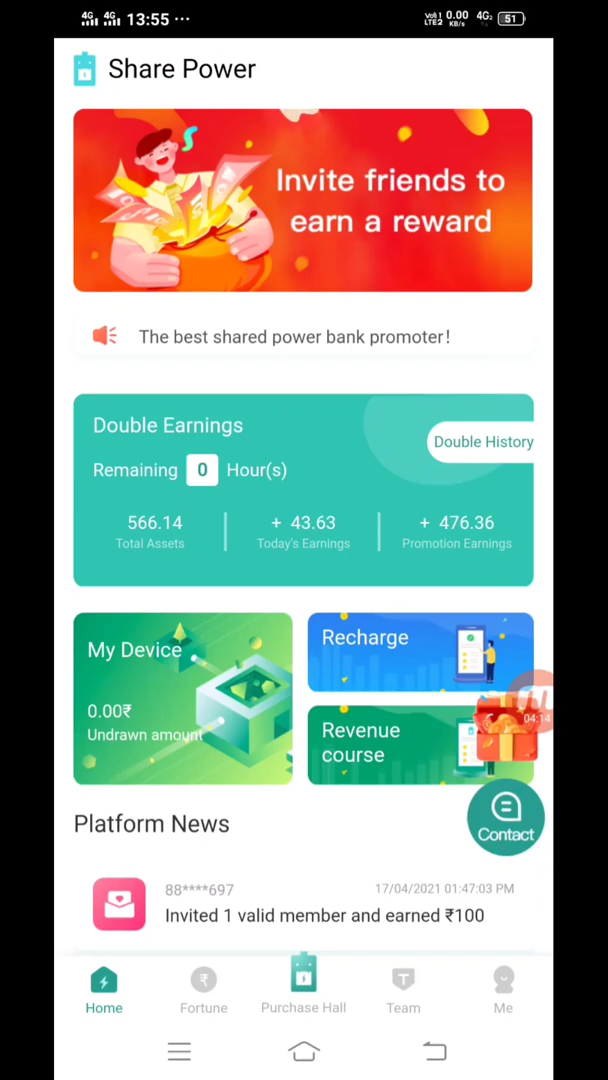 4G 4G 13:55 ...
Vo) 1 LTE2 0.00 KB/s 4G2 51
Share Power
Invite friends to
earn a reward
The best shared power bank promoter!
Double Earnings
Double History
Remaining 0 Hour(s)
566.14 + 43.63 + 476.36
Total Assets Today's Earnings Promotion Earnings
My Device
0.00₹
Undrawn amount
Recharge
Revenue
course
04:14
Contact
Platform News
88****697 17/04/2021 01:47:03 PM
Invited 1 valid member and earned ₹100
Home Fortune Purchase Hall Team Me